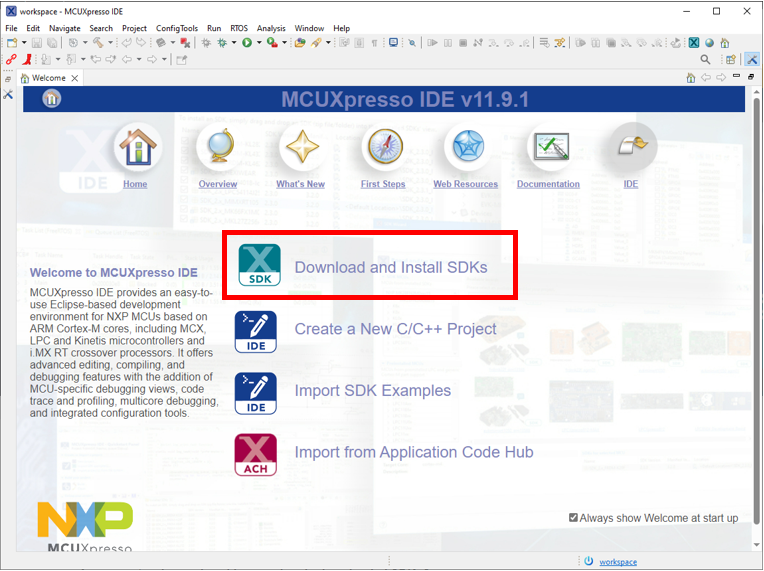 workspace - MCUXpresso IDE
File Edit Navigate Search Project ConfigTools Run RTOS Analysis Window Help
Welcome
n
MCUXpresso IDE v11.9.1
Home Overview What's New First Steps Web Resources Documentation IDE
X
IDE
X
SDK
Download and Install SDKs
Welcome to MCUXpresso IDE
MCUXpresso IDE provides an easy-to-
use Eclipse-based development
environment for NXP MCUs based on
ARM Cortex-M cores, including MCX,
LPC and Kinetis microcontrollers and
i.MX RT crossover processors. It offers
advanced editing, compiling, and
debugging features with the addition of
MCU-specific debugging views, code
trace and profiling, multicore debugging,
and integrated configuration tools.
IDE
Create a New C/C++ Project
IDE
Import SDK Examples
X
ACH
Import from Application Code Hub
NXP
MCUXpresso
Always show Welcome at start up
workspace